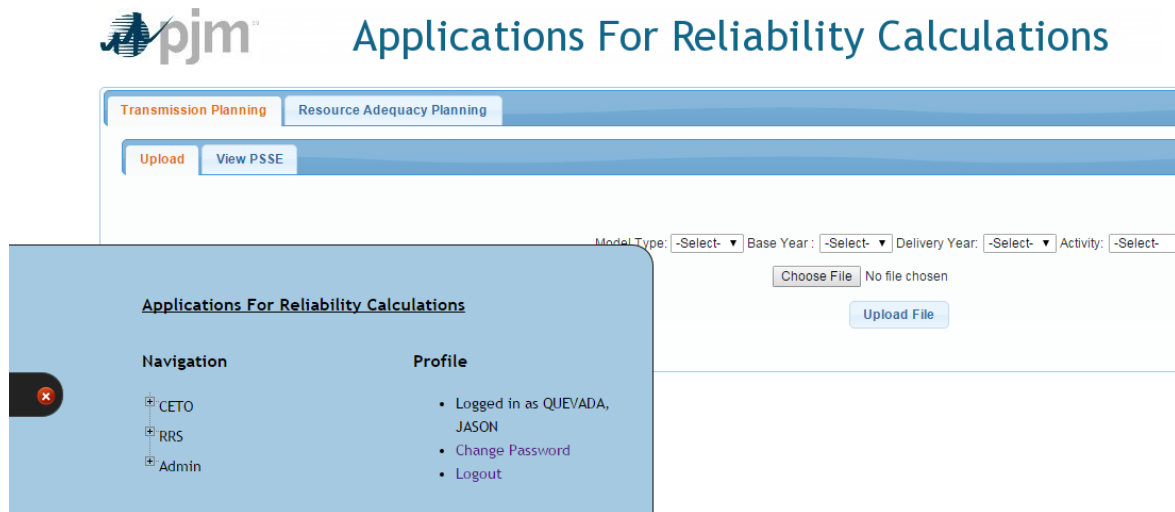 pjm
Applications For Reliability Calculations
Transmission Planning Resource Adequacy Planning
Upload View PSSE
Model Type: -Select- Base Year : -Select- Delivery Year: -Select- Activity: -Select-
Choose File No file chosen
Upload File
Applications For Reliability Calculations
Navigation Profile
CETO
RRS
Admin
Logged in as QUEVADA,
JASON
Change Password
Logout